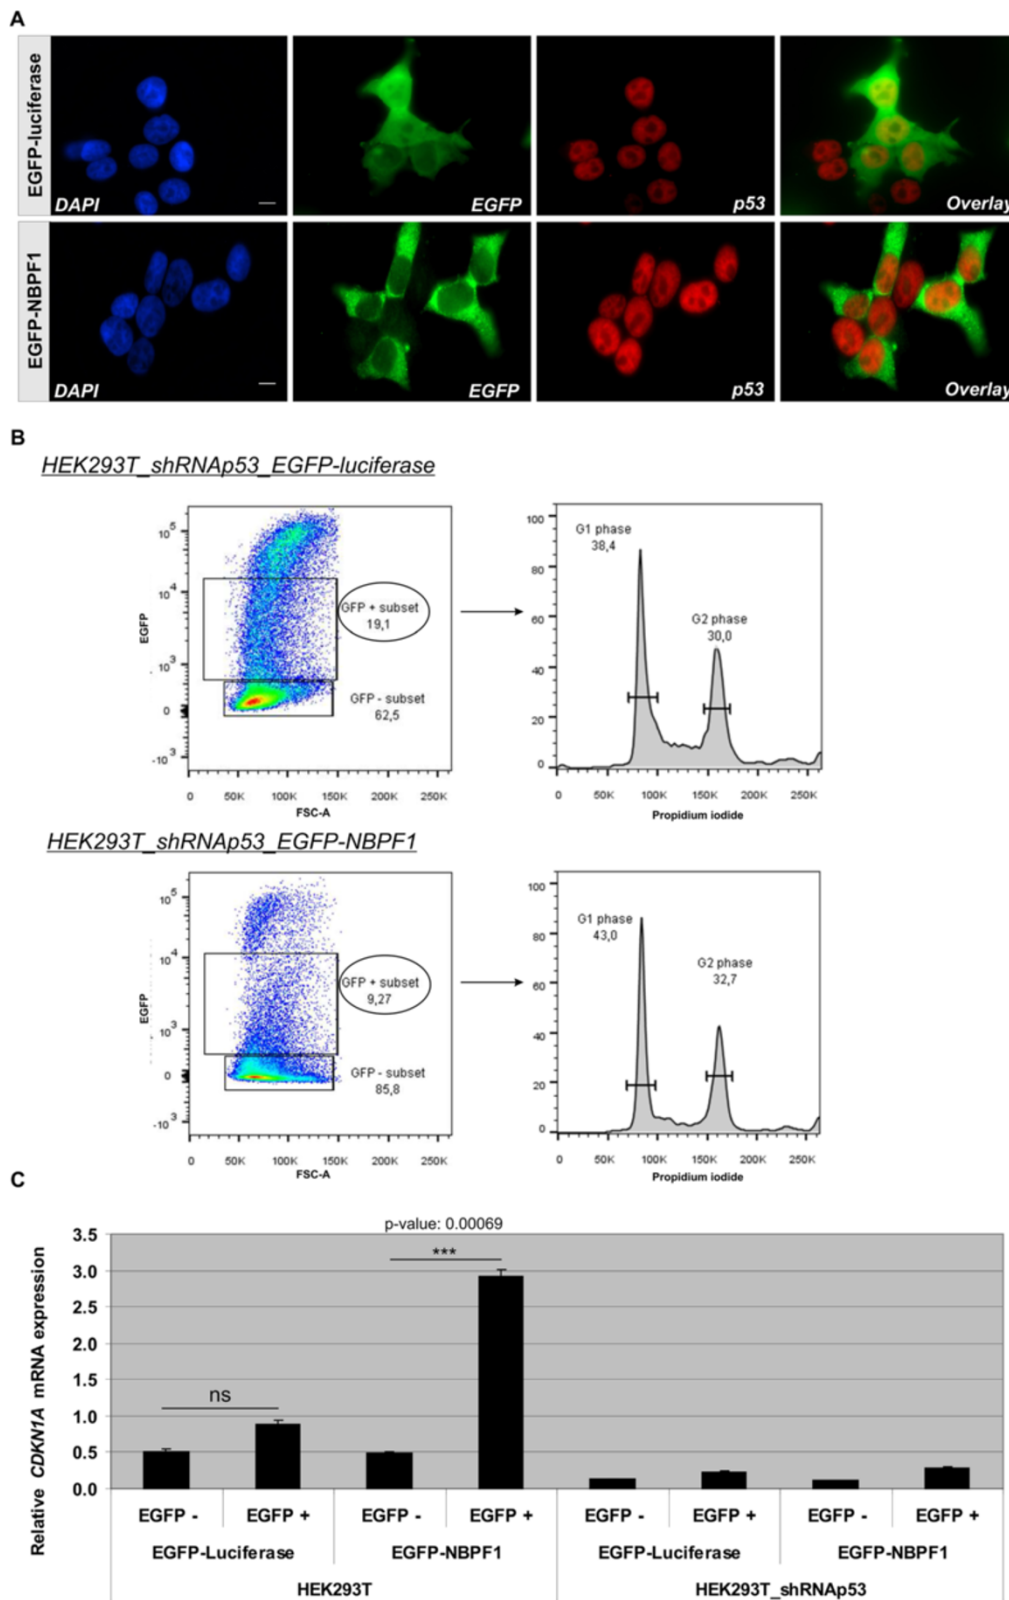 A
EGFP-luciferase
DAPI
EGFP
p53
Overlay
EGFP-NBPF1
DAPI
EGFP
p53
Overlay
B
HEK293T_shRNAp53_EGFP-luciferase
EGFP
10^5
10^4
10^3
0
-10^3
GFP + subset
19,1
GFP - subset
62,5
0 50K 100K 150K 200K 250K
FSC-A
100
80
60
40
20
0
G1 phase
38,4
G2 phase
30,0
0 50K 100K 150K 200K 250K
Propidium iodide
HEK293T_shRNAp53_EGFP-NBPF1
EGFP
10^5
10^4
10^3
0
-10^3
GFP + subset
9,27
GFP - subset
85,8
0 50K 100K 150K 200K 250K
FSC-A
100
80
60
40
20
0
G1 phase
43,0
G2 phase
32,7
0 50K 100K 150K 200K 250K
Propidium iodide
C
Relative CDKN1A mRNA expression
p-value: 0.00069
***
ns
3.5
3.0
2.5
2.0
1.5
1.0
0.5
0.0
EGFP - EGFP + EGFP - EGFP + EGFP - EGFP + EGFP - EGFP +
EGFP-Luciferase EGFP-NBPF1 EGFP-Luciferase EGFP-NBPF1
HEK293T HEK293T_shRNAp53